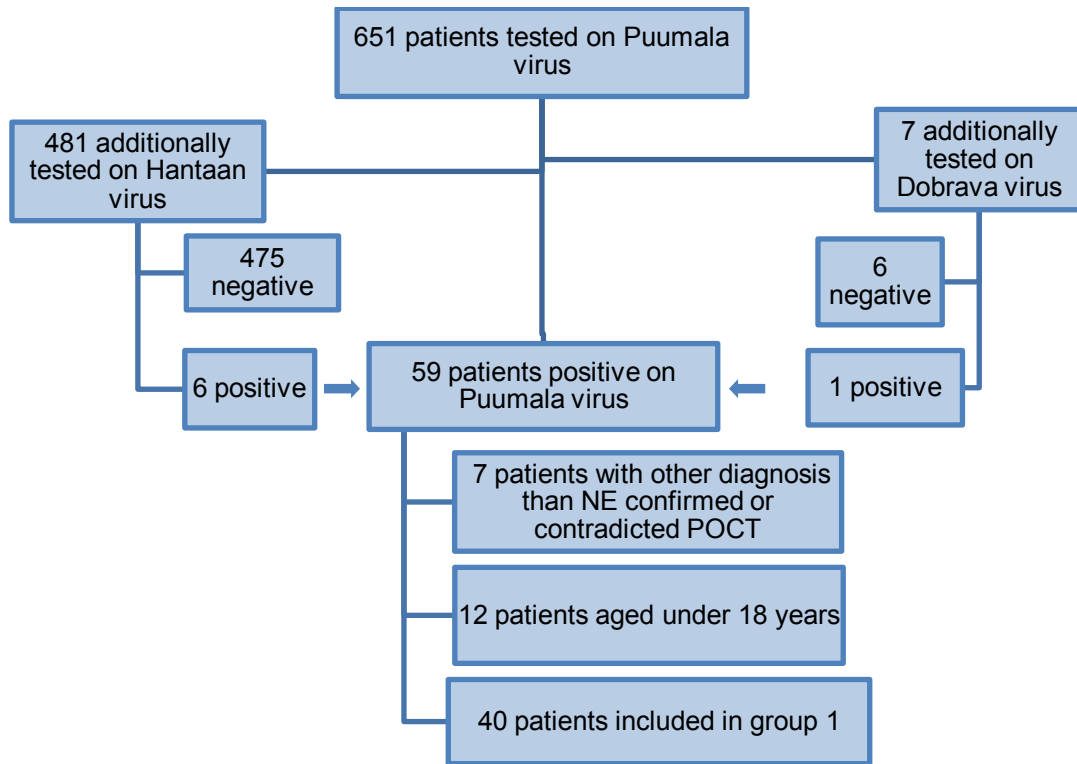 651 patients tested on Puumala
virus
481 additionally
tested on Hantaan
virus
7 additionally
tested on
Dobrava virus
475
negative
6
negative
6 positive
59 patients positive on
Puumala virus
1 positive
7 patients with other diagnosis
than NE confirmed or
contradicted POCT
12 patients aged under 18 years
40 patients included in group 1